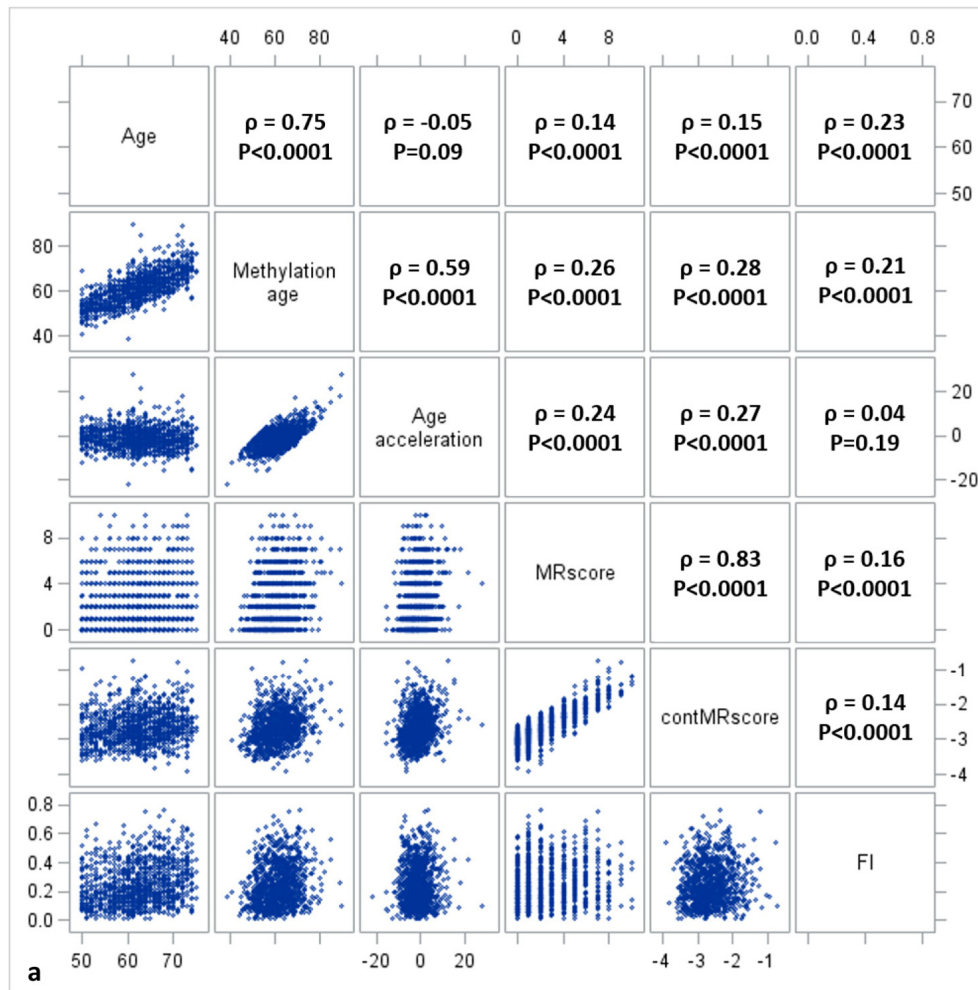 40 60 80 0 4 8 0.0 0.4 0.8
Age
ρ = 0.75
P<0.0001
ρ = -0.05
P=0.09
ρ = 0.14
P<0.0001
ρ = 0.15
P<0.0001
ρ = 0.23
P<0.0001
70
60
50
80
60
40
Methylation
age
ρ = 0.59
P<0.0001
ρ = 0.26
P<0.0001
ρ = 0.28
P<0.0001
ρ = 0.21
P<0.0001
Age
acceleration
ρ = 0.24
P<0.0001
ρ = 0.27
P<0.0001
ρ = 0.04
P=0.19
20
0
-20
8
4
0
MRscore
ρ = 0.83
P<0.0001
ρ = 0.16
P<0.0001
contMRscore
ρ = 0.14
P<0.0001
-1
-2
-3
-4
0.8
0.6
0.4
0.2
0.0
FI
a
50 60 70 -20 0 20 -4 -3 -2 -1